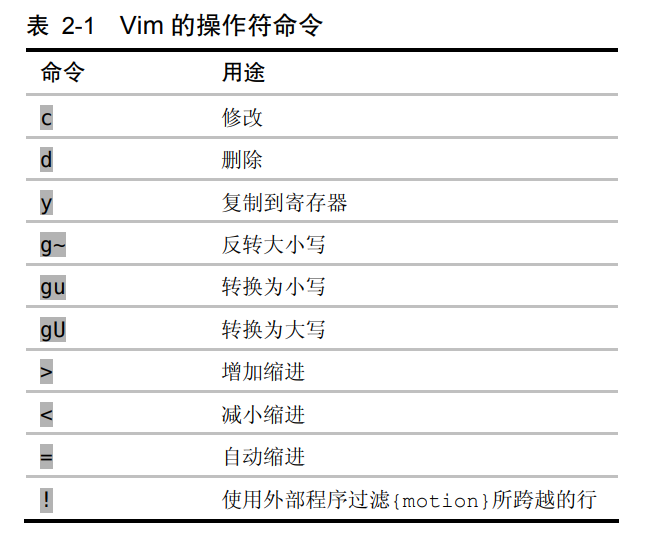 表 2-1 Vim 的操作符命令
命令 用途
c 修改
d 删除
y 复制到寄存器
g~ 反转大小写
gu 转换为小写
gU 转换为大写
> 增加缩进
< 减小缩进
= 自动缩进
! 使用外部程序过滤{motion}所跨越的行